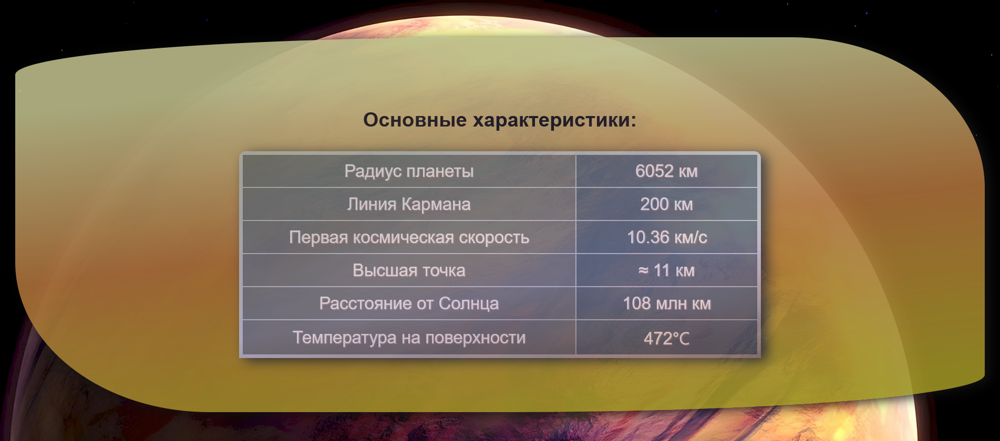 Основные характеристики:
Радиус планеты 6052 км
Линия Кармана 200 км
Первая космическая скорость 10.36 км/с
Высшая точка ≈ 11 км
Расстояние от Солнца 108 млн км
Температура на поверхности 472°C